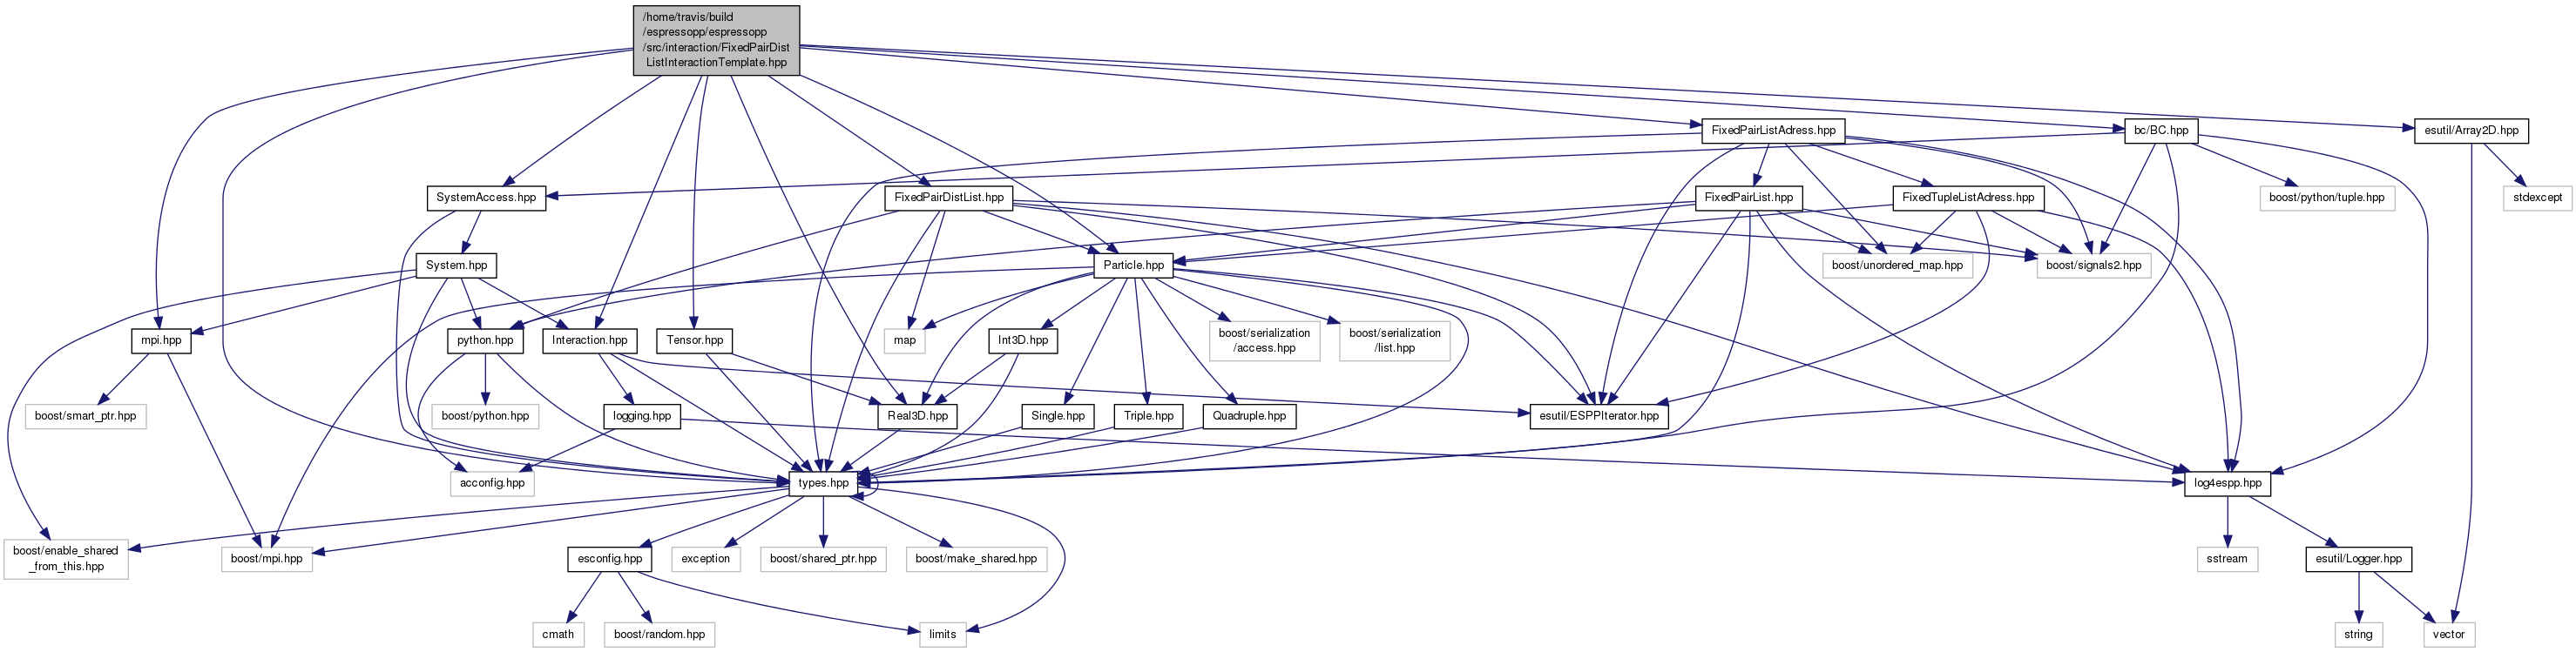 /home/travis/build
/espressopp/espressopp
/src/interaction/FixedPairDist
ListInteractionTemplate.hpp
FixedPairListAdress.hpp
bc/BC.hpp
esutil/Array2D.hpp
SystemAccess.hpp
FixedPairDistList.hpp
FixedPairList.hpp
FixedTupleListAdress.hpp
boost/python/tuple.hpp
stdexcept
System.hpp
Particle.hpp
boost/unordered_map.hpp
boost/signals2.hpp
mpi.hpp
python.hpp
Interaction.hpp
Tensor.hpp
map
Int3D.hpp
boost/serialization
/access.hpp
boost/serialization
/list.hpp
boost/smart_ptr.hpp
boost/python.hpp
logging.hpp
Real3D.hpp
Single.hpp
Triple.hpp
Quadruple.hpp
esutil/ESPPIterator.hpp
acconfig.hpp
types.hpp
log4espp.hpp
boost/enable_shared
_from_this.hpp
boost/mpi.hpp
esconfig.hpp
exception
boost/shared_ptr.hpp
boost/make_shared.hpp
sstream
esutil/Logger.hpp
cmath
boost/random.hpp
limits
string
vector